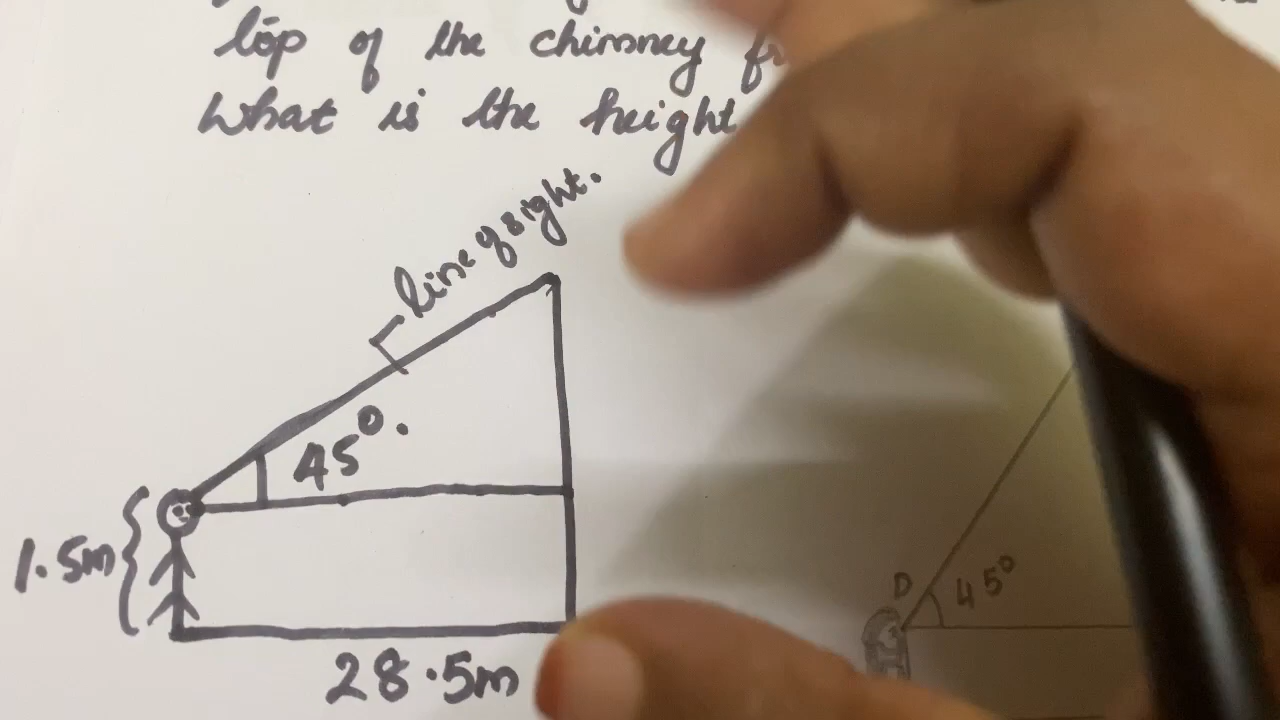 top of the chimney
What is the height
line of sight.
45°.
1.5m
28.5m
D
45°